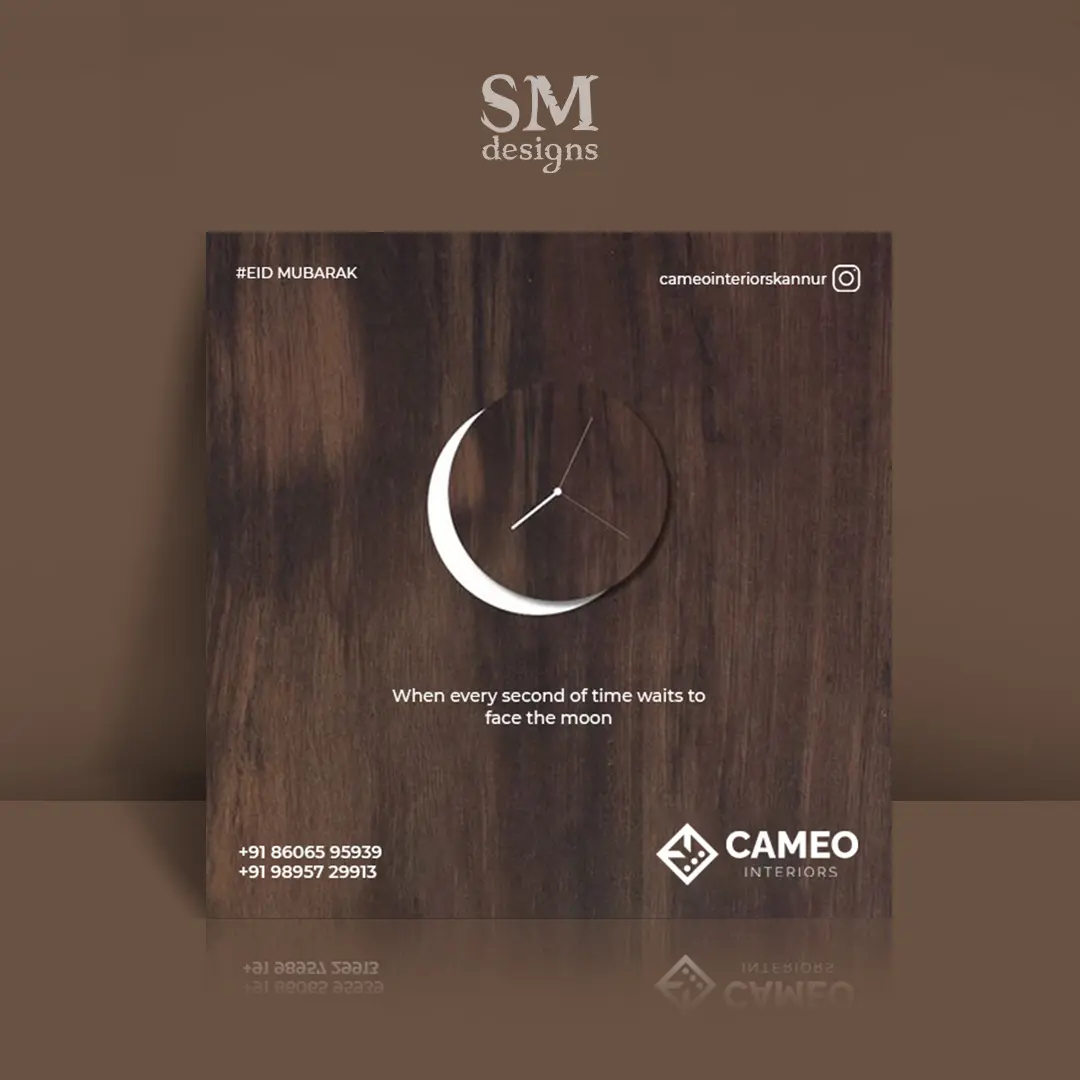 SM
designs
#EID MUBARAK
cameointeriorskannur
When every second of time waits to
face the moon
+91 86065 95939
+91 98957 29913
CAMEO
INTERIORS